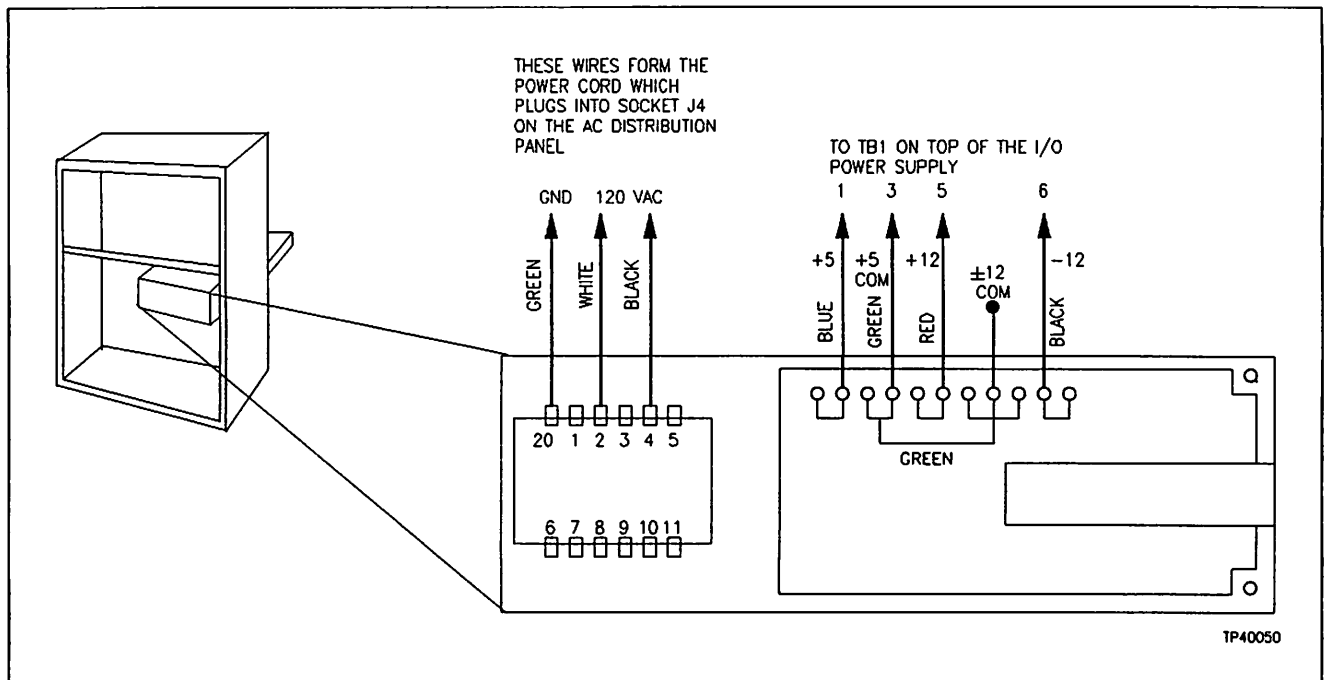 THESE WIRES FORM THE
POWER CORD WHICH
PLUGS INTO SOCKET J4
ON THE AC DISTRIBUTION
PANEL
TO TB1 ON TOP OF THE I/O
POWER SUPPLY
1 3 5 6
GND 120 VAC
GREEN
WHITE
BLACK
+5
+5
COM
+12
±12
COM
-12
BLUE
GREEN
RED
BLACK
20 1 2 3 4 5
GREEN
6 7 8 9 10 11
TP40050